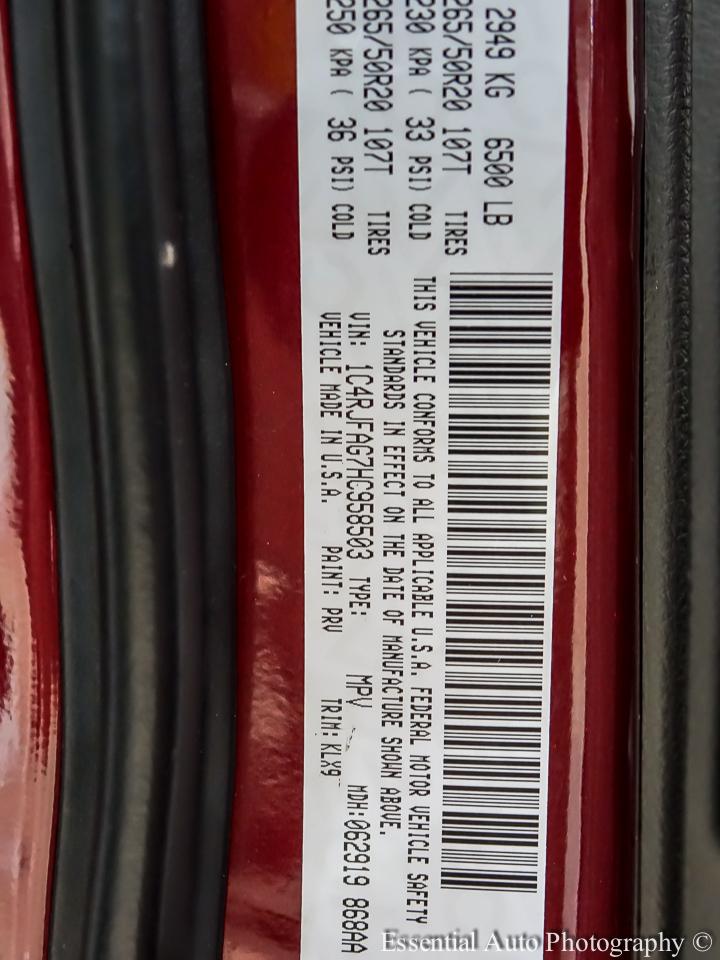 2949 KG 6500 LB
265/50R20 107T TIRES
230 KPA ( 33 PSI) COLD
265/50R20 107T TIRES
250 KPA ( 36 PSI) COLD
THIS VEHICLE CONFORMS TO ALL APPLICABLE U.S.A. FEDERAL MOTOR VEHICLE SAFETY
STANDARDS IN EFFECT ON THE DATE OF MANUFACTURE SHOWN ABOVE.
VIN: 1C4RJFAG7HC958503 TYPE: MPV MDH:062919 868AA
VEHICLE MADE IN U.S.A. PAINT: PRV TRIM: KLX9
Essential Auto Photography ©